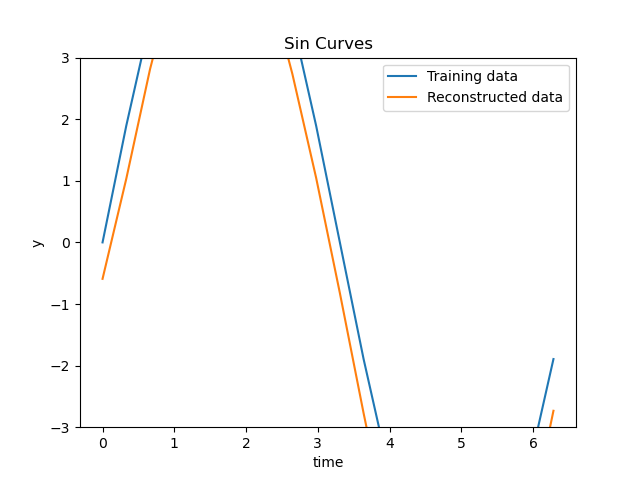 Sin Curves
Training data
Reconstructed data
3
2
1
0
−1
−2
−3
y
0 1 2 3 4 5 6
time